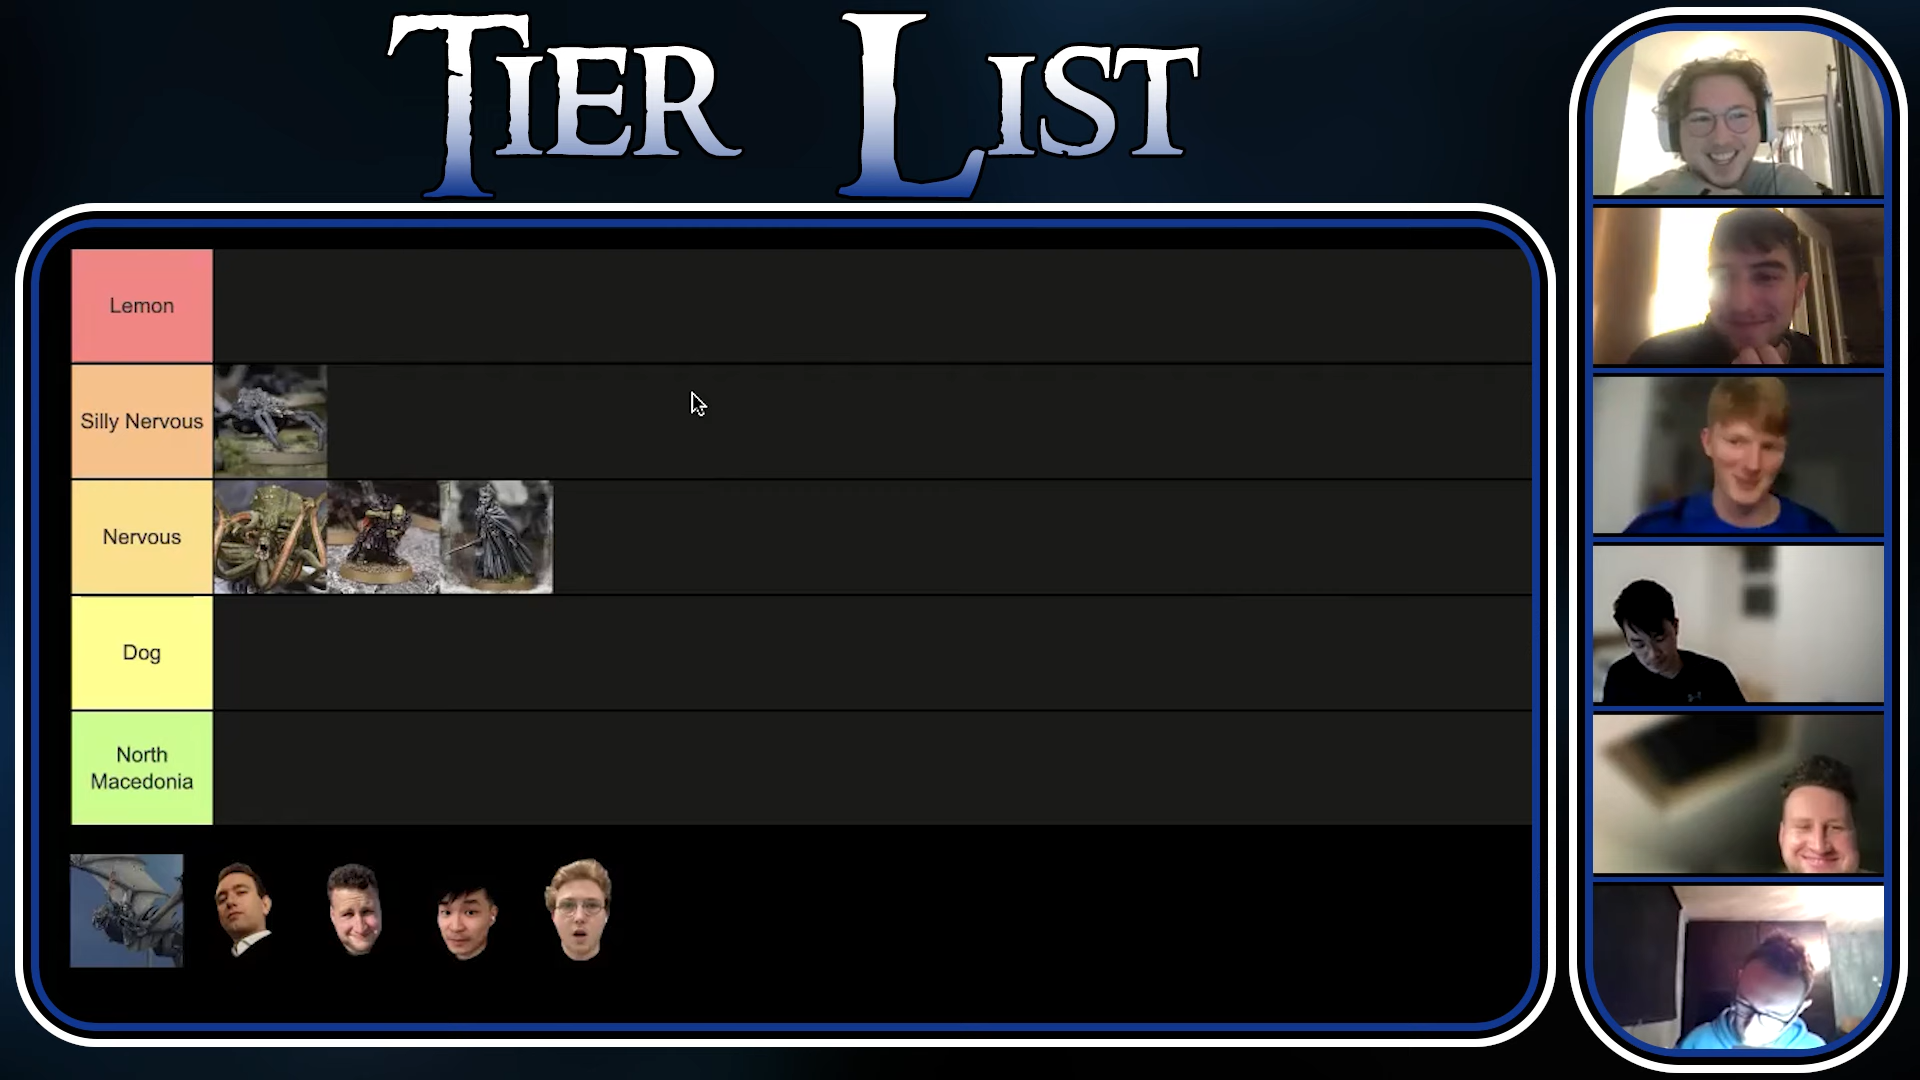 Tier List
Lemon
Silly Nervous
Nervous
Dog
North
Macedonia